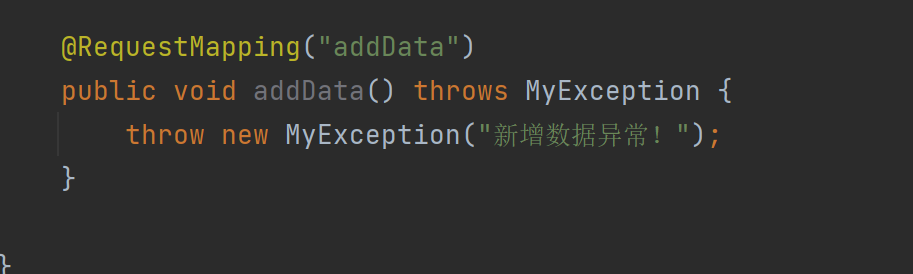 @RequestMapping("addData")
public void addData() throws MyException {
throw new MyException("新增数据异常！");
}
}